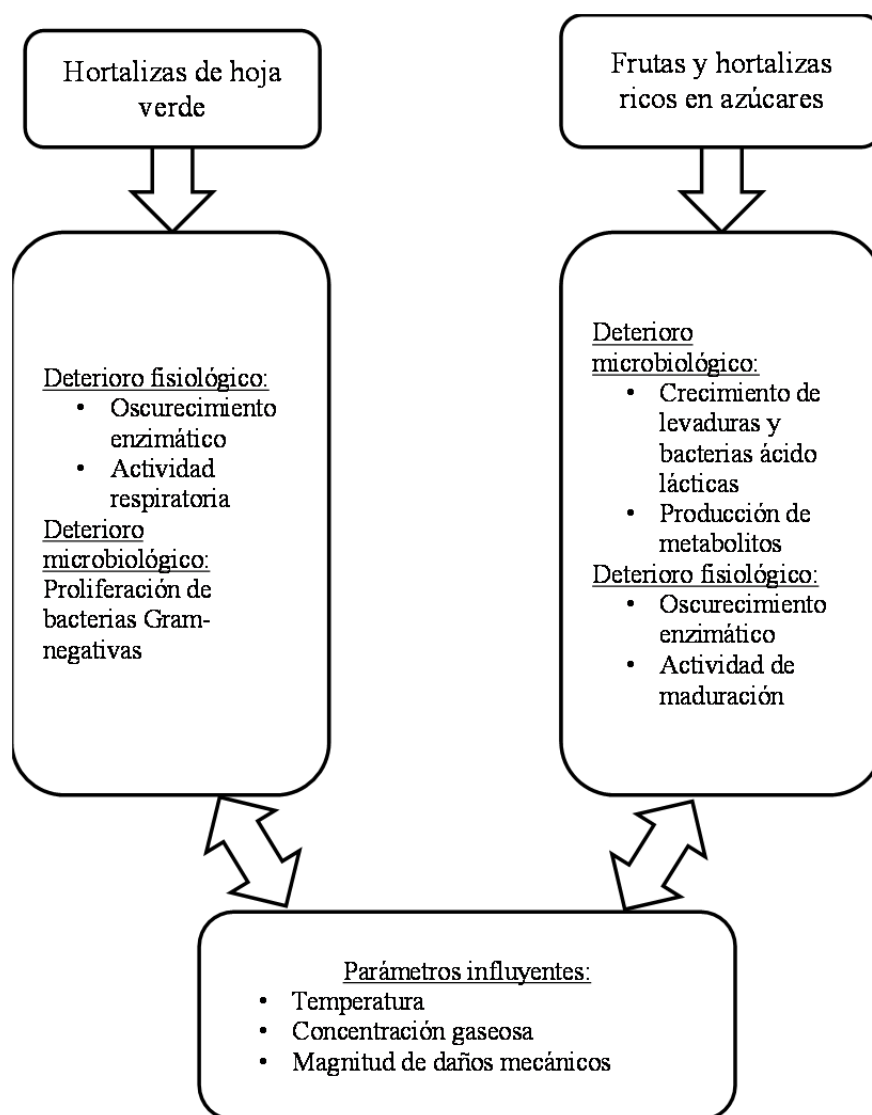 Hortalizas de hoja
verde
Frutas y hortalizas
ricos en azúcares
Deterioro fisiológico:
• Oscurecimiento
enzimático
• Actividad
respiratoria
Deterioro
microbiológico:
Proliferación de
bacterias Gram-
negativas
Deterioro
microbiológico:
• Crecimiento de
levaduras y
bacterias ácido
lácticas
• Producción de
metabolitos
Deterioro fisiológico:
• Oscurecimiento
enzimático
• Actividad de
maduración
Parámetros influyentes:
• Temperatura
• Concentración gaseosa
• Magnitud de daños mecánicos